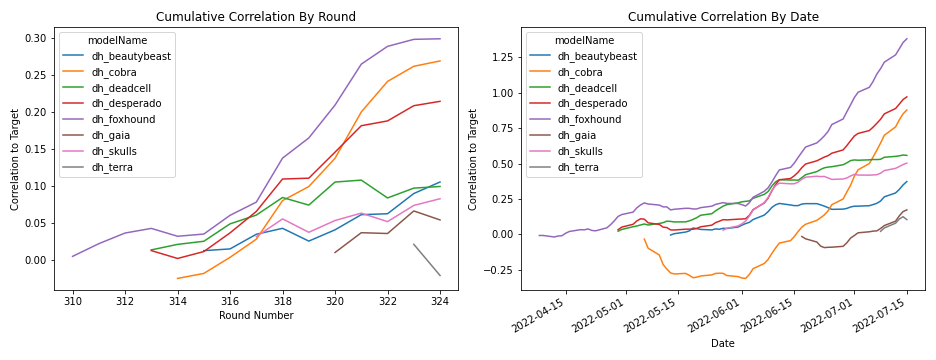 Cumulative Correlation By Round
Correlation to Target
0.30
0.25
0.20
0.15
0.10
0.05
0.00
modelName
dh_beautybeast
dh_cobra
dh_deadcell
dh_desperado
dh_foxhound
dh_gaia
dh_skulls
dh_terra
310
312
314
316
318
320
322
324
Round Number
Cumulative Correlation By Date
Correlation to Target
1.25
1.00
0.75
0.50
0.25
0.00
−0.25
modelName
dh_beautybeast
dh_cobra
dh_deadcell
dh_desperado
dh_foxhound
dh_gaia
dh_skulls
dh_terra
2022-04-15
2022-05-01
2022-05-15
2022-06-01
2022-06-15
2022-07-01
2022-07-15
Date